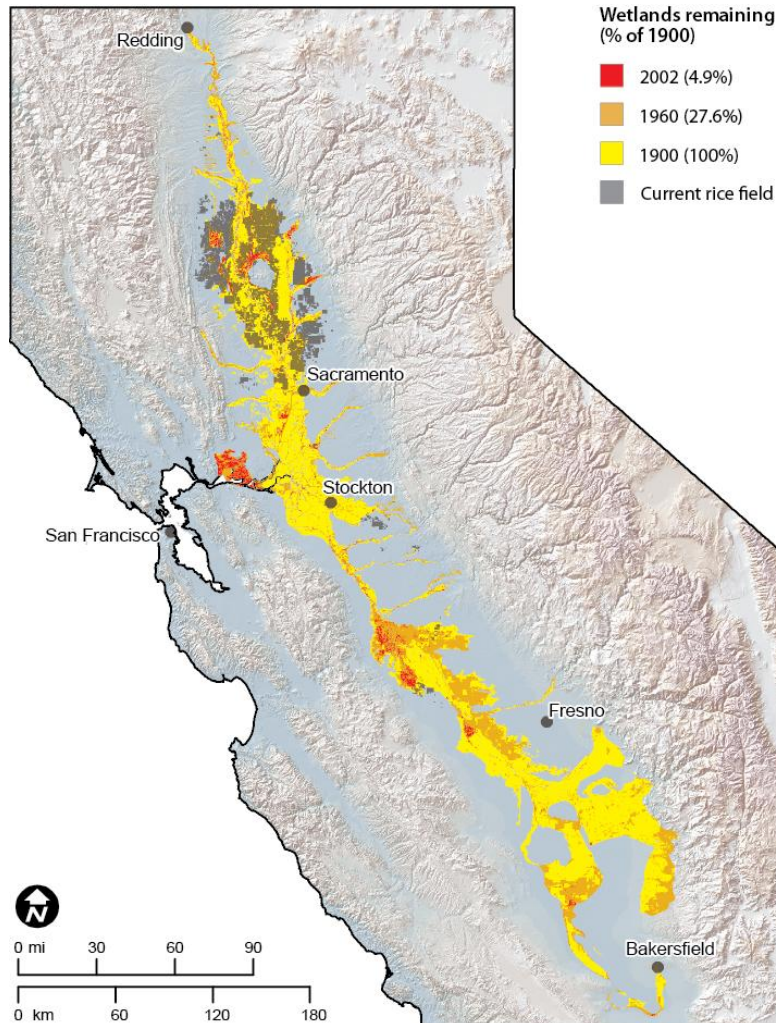 Wetlands remaining
(% of 1900)
2002 (4.9%)
1960 (27.6%)
1900 (100%)
Current rice field
Redding
Sacramento
Stockton
San Francisco
Fresno
Bakersfield
N
0 mi 30 60 90
0 km 60 120 180